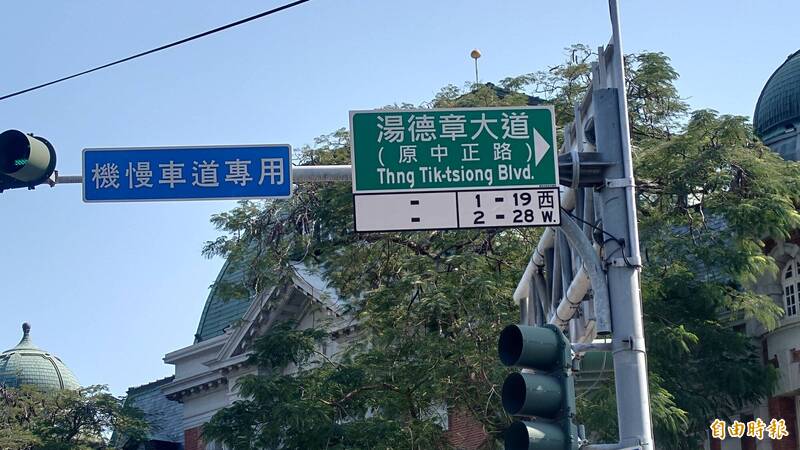 機慢車道專用
湯德章大道
(原中正路)
Thng Tik-tsiong Blvd.
- 1-19 西
- 2-28 W.
自由時報